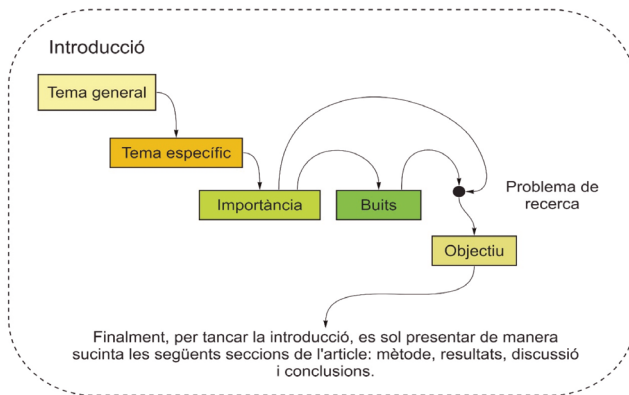 Introducció
Tema general
Tema específic
Importància
Buits
Problema de
recerca
Objectiu
Finalment, per tancar la introducció, es sol presentar de manera
sucinta les següents seccions de l'article: mètode, resultats, discussió
i conclusions.